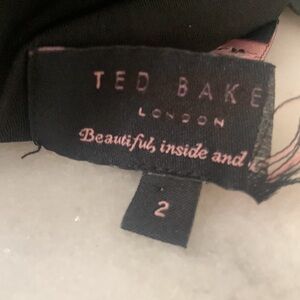 TED BAKE
LONDON
Beautiful, inside and
2